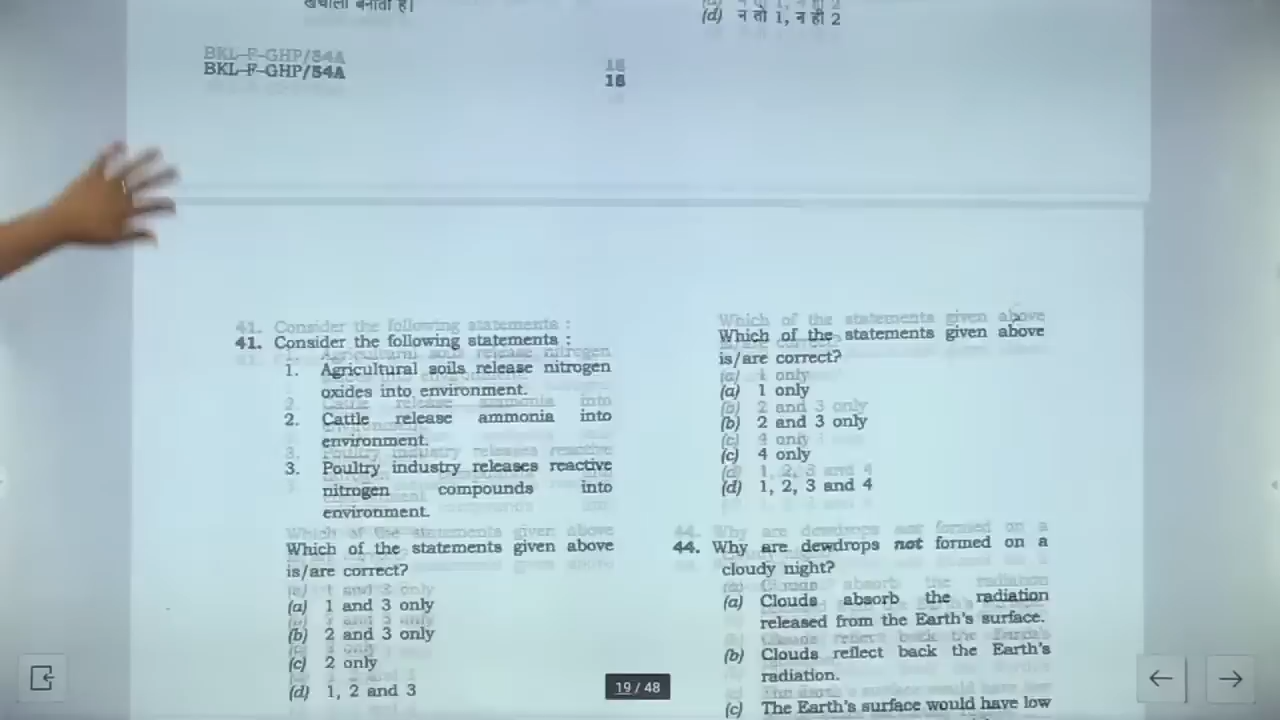 खर्चीला बनाती है।
(d) न तो 1, न ही 2
BKL-F-GHP/54A
18
41. Consider the following statements :
1. Agricultural soils release nitrogen
oxides into environment.
2. Cattle release ammonia into
environment.
3. Poultry industry releases reactive
nitrogen compounds into
environment.
Which of the statements given above
is/are correct?
(a) 1 and 3 only
(b) 2 and 3 only
(c) 2 only
(d) 1, 2 and 3
Which of the statements given above
is/are correct?
(a) 1 only
(b) 2 and 3 only
(c) 4 only
(d) 1, 2, 3 and 4
44. Why are dewdrops not formed on a
cloudy night?
(a) Clouds absorb the radiation
released from the Earth's surface.
(b) Clouds reflect back the Earth's
radiation.
(c) The Earth's surface would have low
19 / 48